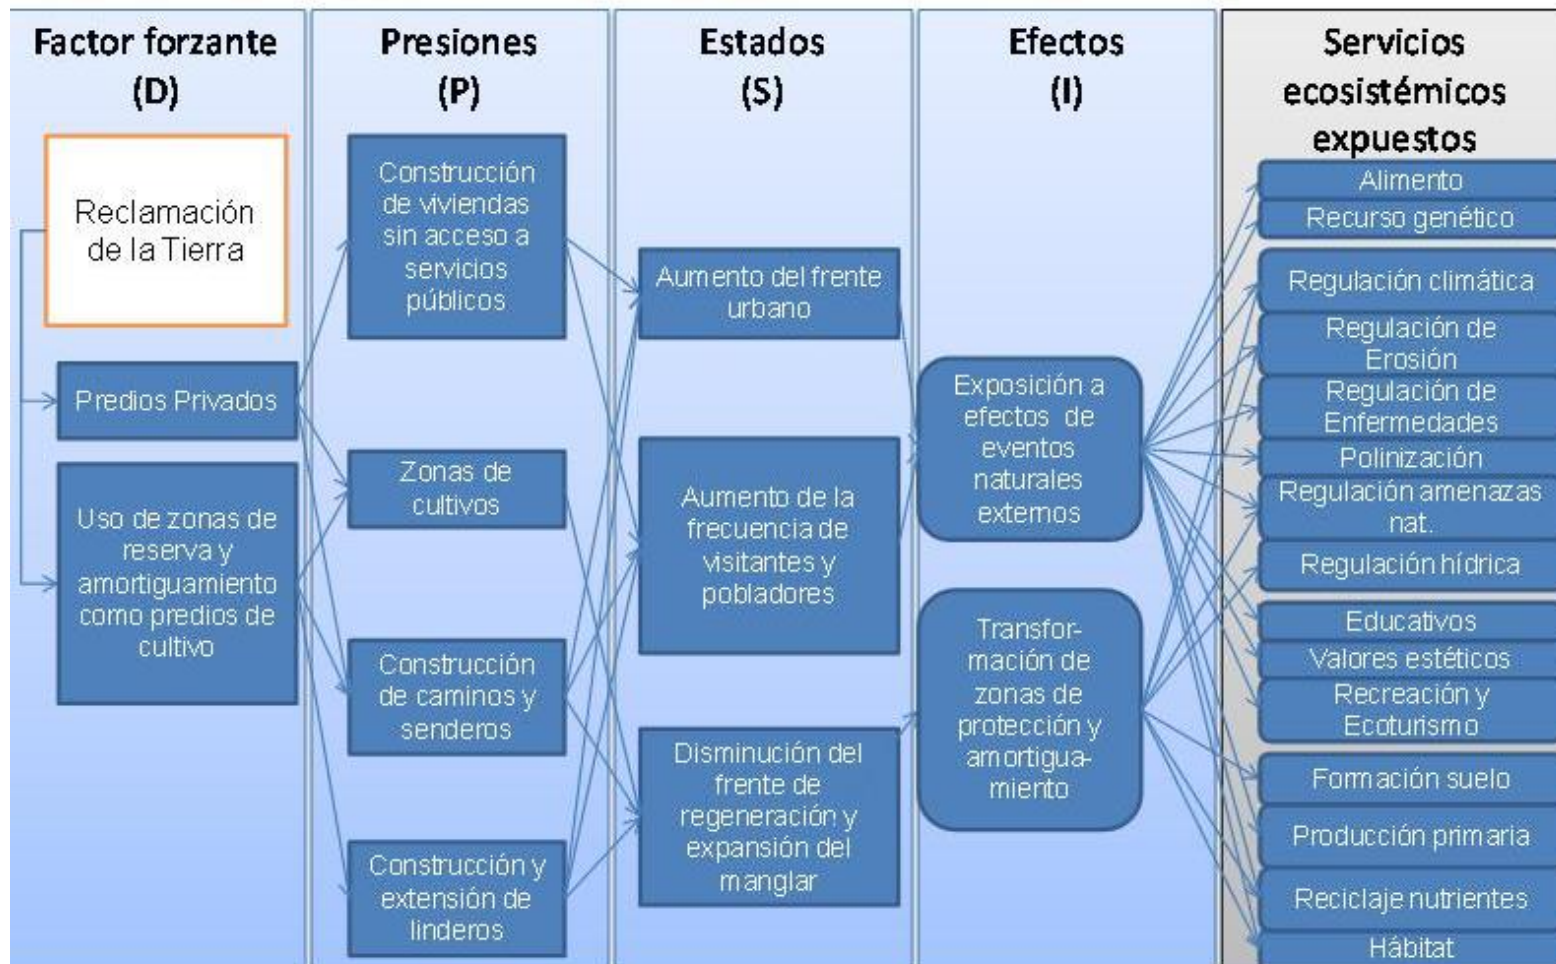 Factor forzante
(D)
Reclamación
de la Tierra
Predios Privados
Uso de zonas de
reserva y
amortiguamiento
como predios de
cultivo
Presiones
(P)
Construcción
de viviendas
sin acceso a
servicios
públicos
Zonas de
cultivos
Construcción
de caminos y
senderos
Construcción y
extensión de
linderos
Estados
(S)
Aumento del frente
urbano
Aumento de la
frecuencia de
visitantes y
pobladores
Disminución del
frente de
regeneración y
expansión del
manglar
Efectos
(I)
Exposición a
efectos de
eventos
naturales
externos
Transfor-
mación de
zonas de
protección y
amortigua-
miento
Servicios
ecosistémicos
expuestos
Alimento
Recurso genético
Regulación climática
Regulación de
Erosión
Regulación de
Enfermedades
Polinización
Regulación amenazas
nat.
Regulación hídrica
Educativos
Valores estéticos
Recreación y
Ecoturismo
Formación suelo
Producción primaria
Reciclaje nutrientes
Hábitat